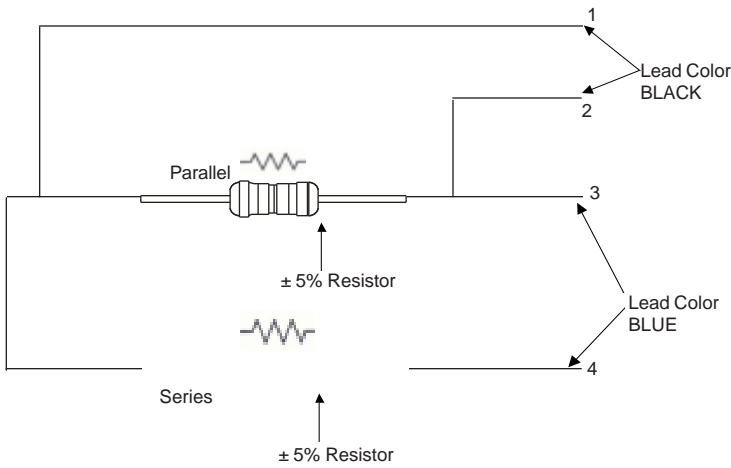 1
Lead Color
BLACK
2
Parallel
3
± 5% Resistor
Lead Color
BLUE
4
Series
± 5% Resistor